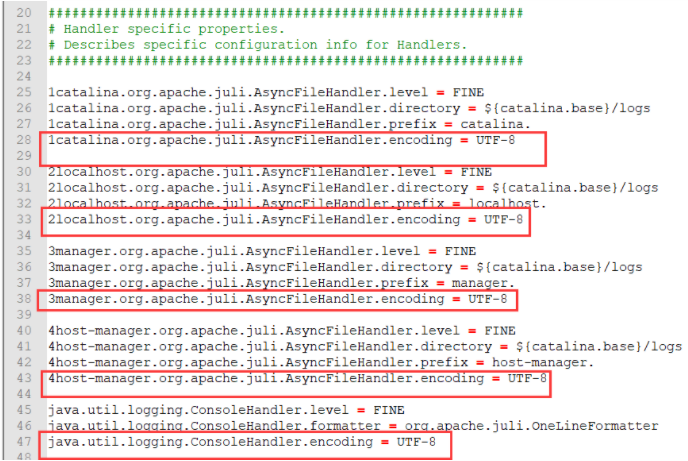 20 ############################################################
21 # Handler specific properties.
22 # Describes specific configuration info for Handlers.
23 ############################################################
24
25 1catalina.org.apache.juli.AsyncFileHandler.level = FINE
26 1catalina.org.apache.juli.AsyncFileHandler.directory = ${catalina.base}/logs
27 1catalina.org.apache.juli.AsyncFileHandler.prefix = catalina.
28 1catalina.org.apache.juli.AsyncFileHandler.encoding = UTF-8
29
30 2localhost.org.apache.juli.AsyncFileHandler.level = FINE
31 2localhost.org.apache.juli.AsyncFileHandler.directory = ${catalina.base}/logs
32 2localhost.org.apache.juli.AsyncFileHandler.prefix = localhost.
33 2localhost.org.apache.juli.AsyncFileHandler.encoding = UTF-8
34
35 3manager.org.apache.juli.AsyncFileHandler.level = FINE
36 3manager.org.apache.juli.AsyncFileHandler.directory = ${catalina.base}/logs
37 3manager.org.apache.juli.AsyncFileHandler.prefix = manager.
38 3manager.org.apache.juli.AsyncFileHandler.encoding = UTF-8
39
40 4host-manager.org.apache.juli.AsyncFileHandler.level = FINE
41 4host-manager.org.apache.juli.AsyncFileHandler.directory = ${catalina.base}/logs
42 4host-manager.org.apache.juli.AsyncFileHandler.prefix = host-manager.
43 4host-manager.org.apache.juli.AsyncFileHandler.encoding = UTF-8
44
45 java.util.logging.ConsoleHandler.level = FINE
46 java.util.logging.ConsoleHandler.formatter = org.apache.juli.OneLineFormatter
47 java.util.logging.ConsoleHandler.encoding = UTF-8
48